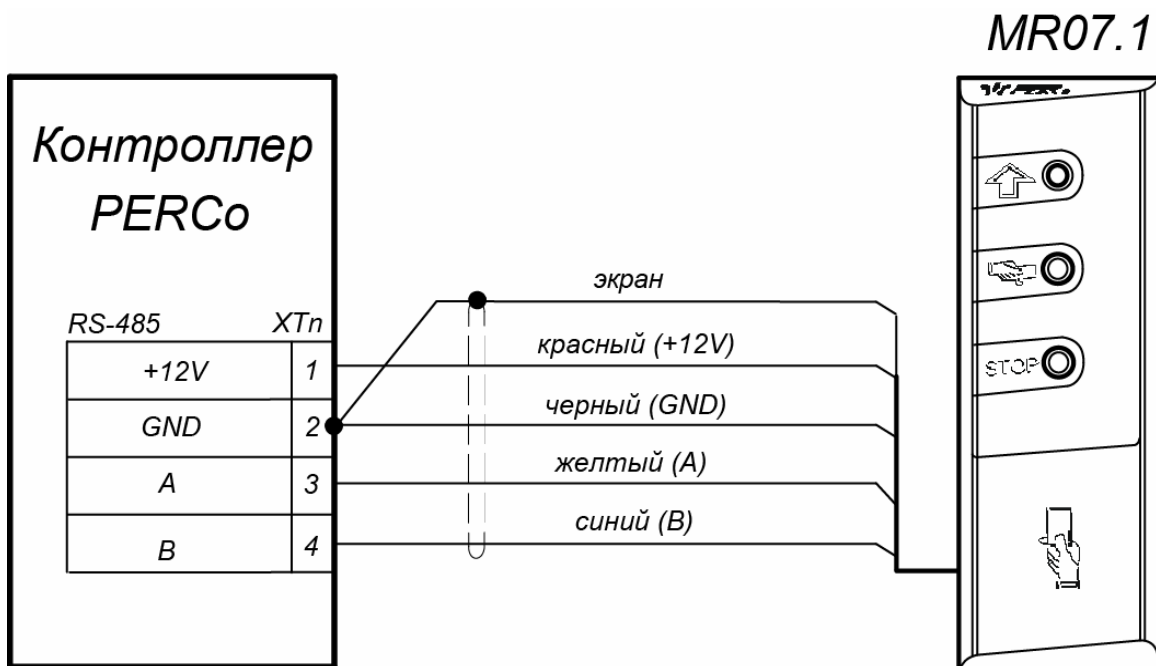 MR07.1
Контроллер
PERCo
RS-485 XTn
+12V 1
GND 2
A 3
B 4
экран
красный (+12V)
черный (GND)
желтый (A)
синий (B)
STOP